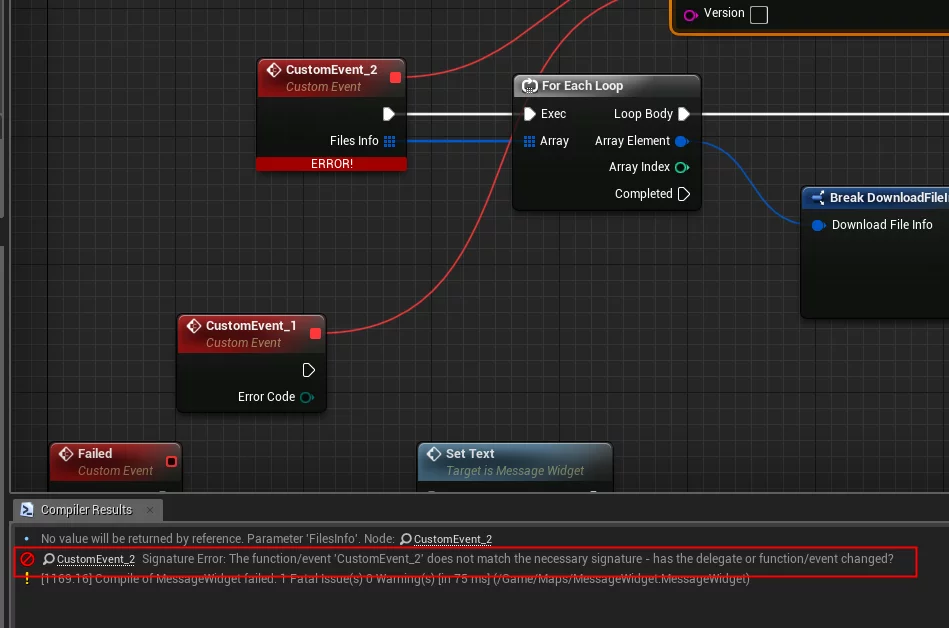 Version
CustomEvent_2
Custom Event
Files Info
ERROR!
For Each Loop
Exec
Loop Body
Array
Array Element
Array Index
Completed
Break DownloadFileI
Download File Info
CustomEvent_1
Custom Event
Error Code
Failed
Custom Event
Set Text
Target is Message Widget
Compiler Results
No value will be returned by reference. Parameter 'FilesInfo'. Node: CustomEvent_2
CustomEvent_2 Signature Error: The function/event 'CustomEvent_2' does not match the necessary signature - has the delegate or function/event changed?
[1169.16] Compile of MessageWidget failed. 1 Fatal Issue(s) 0 Warning(s) [in 75 ms] (/Game/Maps/MessageWidget.MessageWidget)